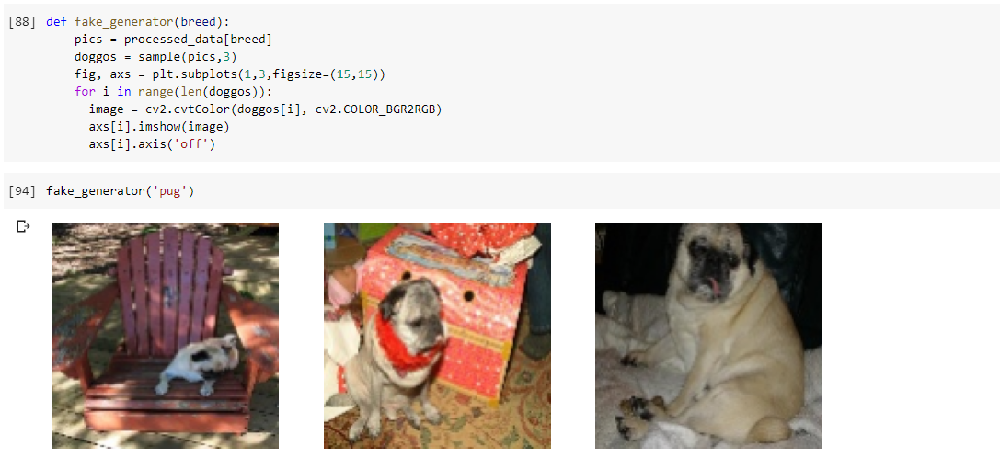 [88] def fake_generator(breed):
pics = processed_data[breed]
doggos = sample(pics,3)
fig, axs = plt.subplots(1,3,figsize=(15,15))
for i in range(len(doggos)):
image = cv2.cvtColor(doggos[i], cv2.COLOR_BGR2RGB)
axs[i].imshow(image)
axs[i].axis('off')
[94] fake_generator('pug')